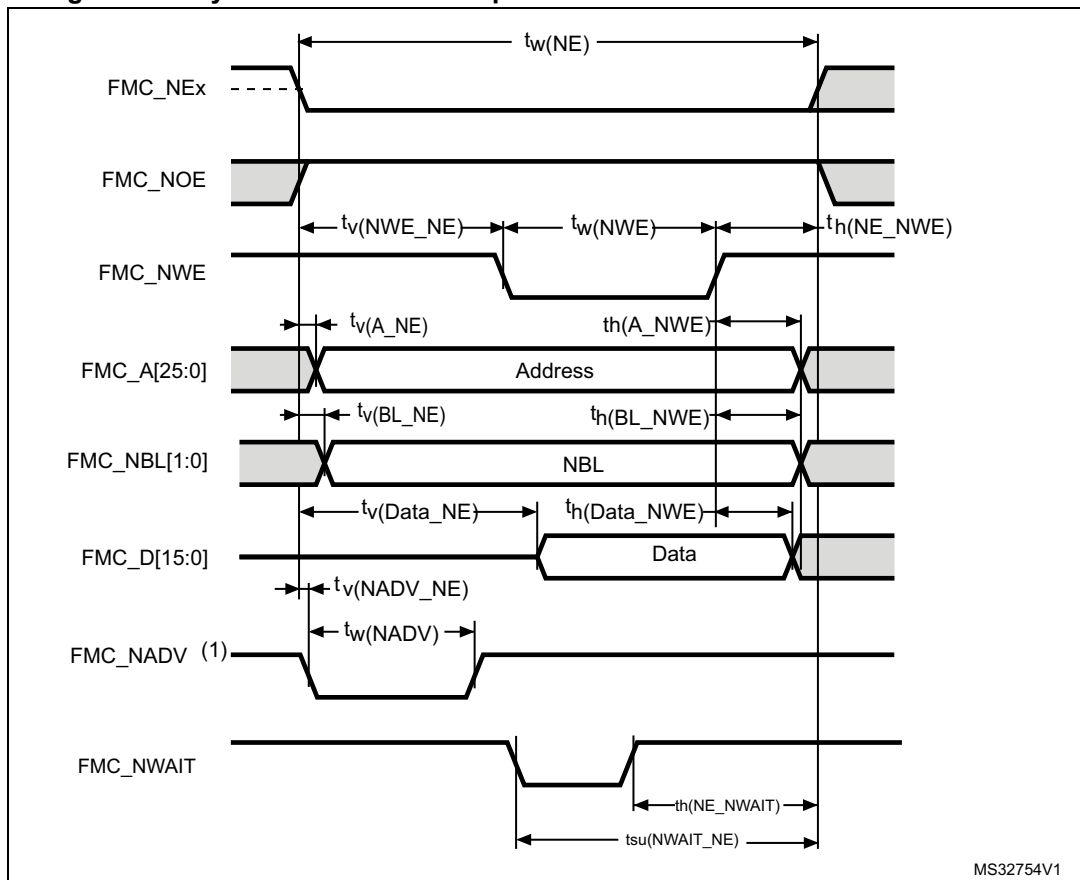 tw(NE)
FMC_NEx
FMC_NOE
tv(NWE_NE)
tw(NWE)
th(NE_NWE)
FMC_NWE
tv(A_NE)
th(A_NWE)
FMC_A[25:0]
Address
tv(BL_NE)
th(BL_NWE)
FMC_NBL[1:0]
NBL
tv(Data_NE)
th(Data_NWE)
FMC_D[15:0]
Data
tv(NADV_NE)
tw(NADV)
FMC_NADV (1)
FMC_NWAIT
th(NE_NWAIT)
tsu(NWAIT_NE)
MS32754V1